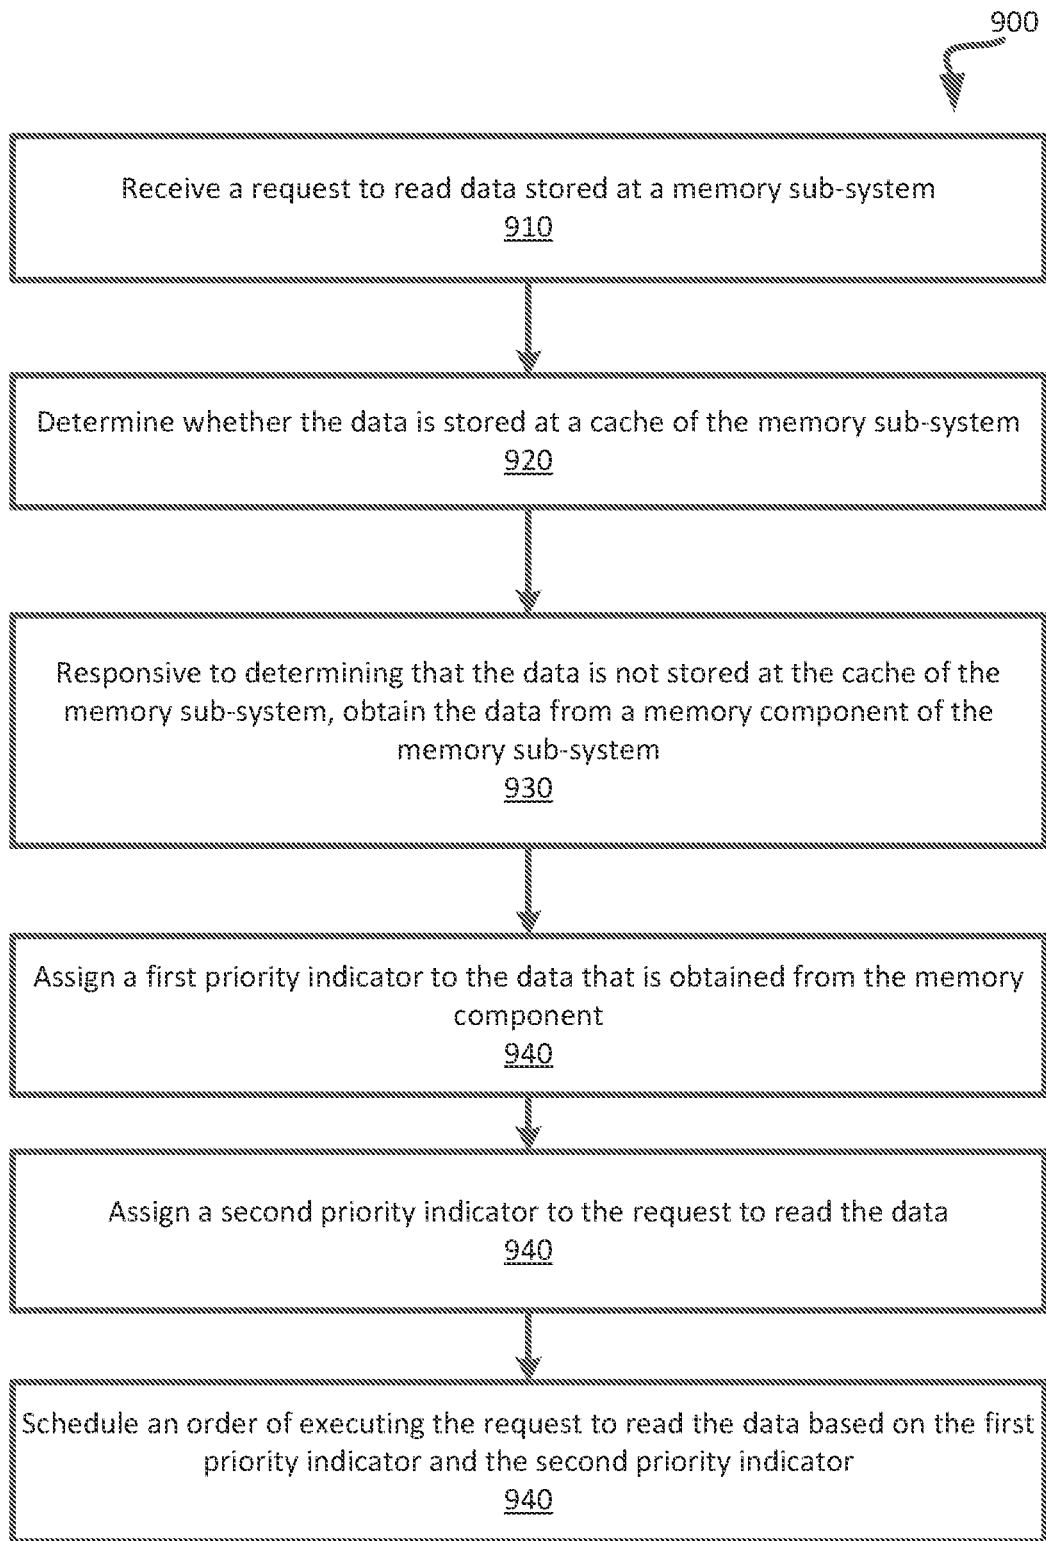 900
Receive a request to read data stored at a memory sub-system
910
Determine whether the data is stored at a cache of the memory sub-system
920
Responsive to determining that the data is not stored at the cache of the
memory sub-system, obtain the data from a memory component of the
memory sub-system
930
Assign a first priority indicator to the data that is obtained from the memory
component
940
Assign a second priority indicator to the request to read the data
940
Schedule an order of executing the request to read the data based on the first
priority indicator and the second priority indicator
940